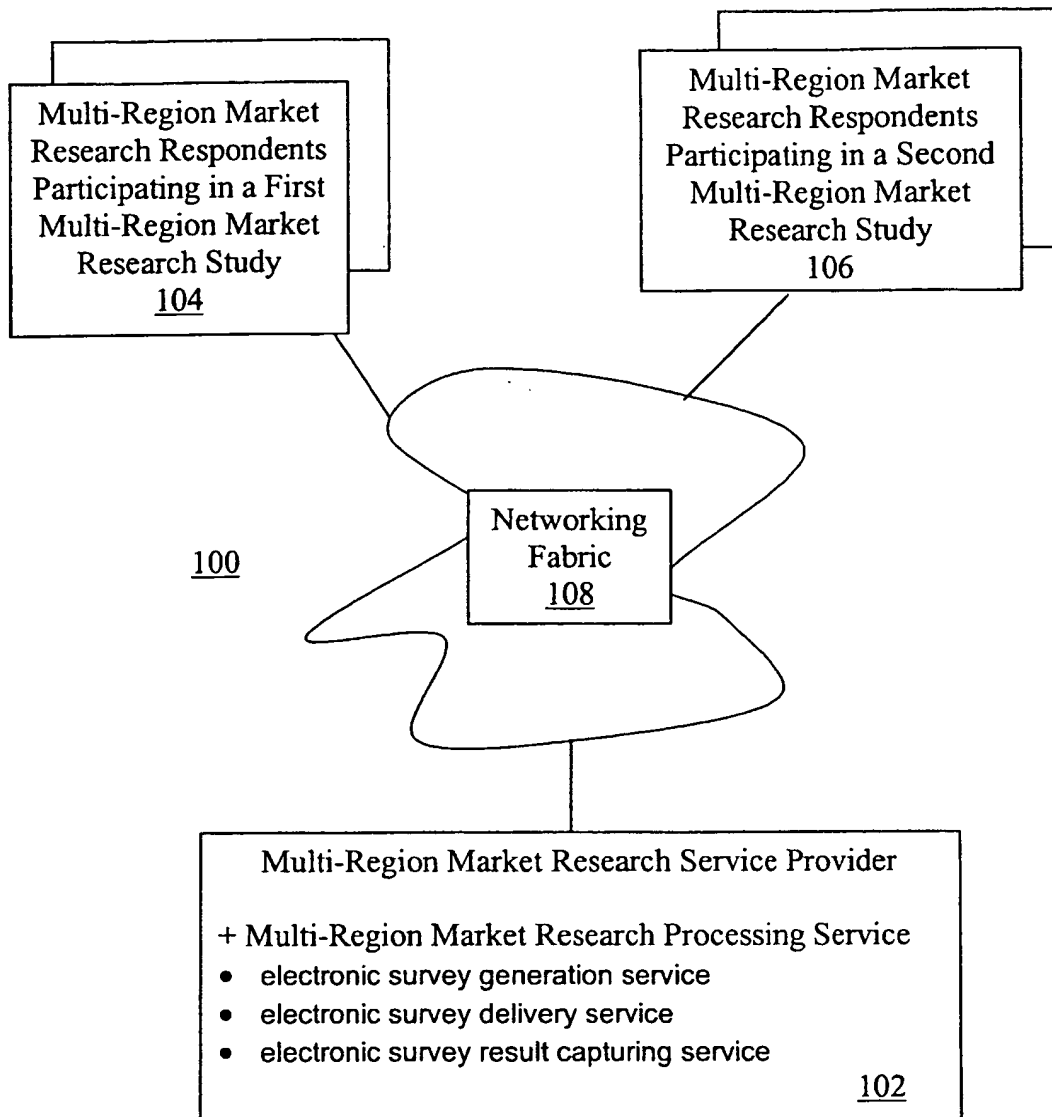 Multi-Region Market
Research Respondents
Participating in a First
Multi-Region Market
Research Study
104
Multi-Region Market
Research Respondents
Participating in a Second
Multi-Region Market
Research Study
106
Networking
Fabric
108
100
Multi-Region Market Research Service Provider
+ Multi-Region Market Research Processing Service
• electronic survey generation service
• electronic survey delivery service
• electronic survey result capturing service
102